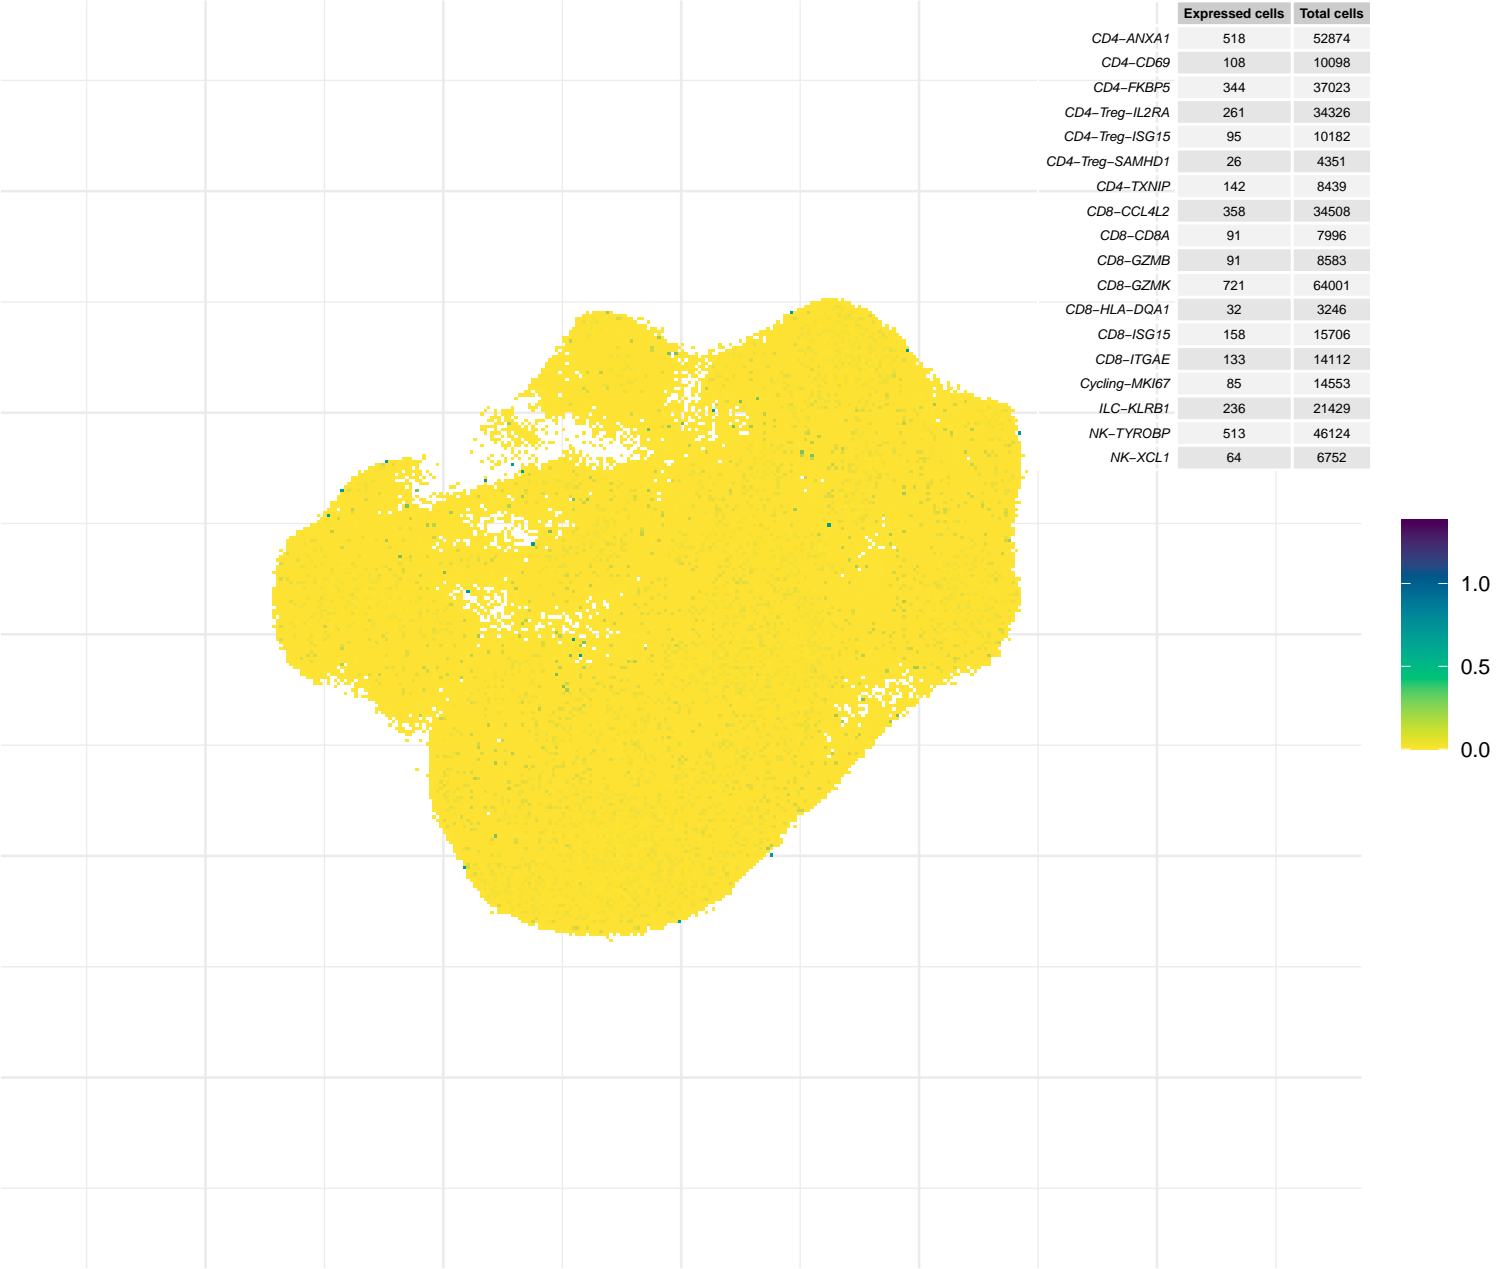 Expressed cells Total cells
CD4−ANXA1 518 52874
CD4−CD69 108 10098
CD4−FKBP5 344 37023
CD4−Treg−IL2RA 261 34326
CD4−Treg−ISG15 95 10182
CD4−Treg−SAMHD1 26 4351
CD4−TXNIP 142 8439
CD8−CCL4L2 358 34508
CD8−CD8A 91 7996
CD8−GZMB 91 8583
CD8−GZMK 721 64001
CD8−HLA−DQA1 32 3246
CD8−ISG15 158 15706
CD8−ITGAE 133 14112
Cycling−MKI67 85 14553
ILC−KLRB1 236 21429
NK−TYROBP 513 46124
NK−XCL1 64 6752
1.0
0.5
0.0